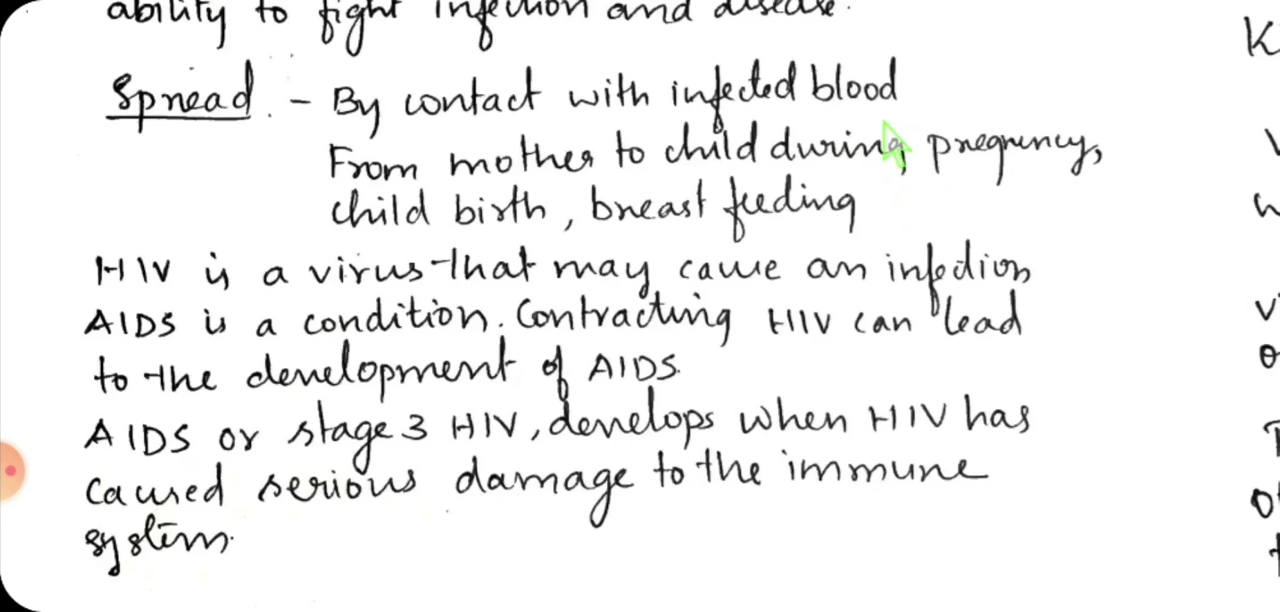 ability to fight infection and disease.
Spread. - By contact with infected blood
From mother to child during pregnency,
child birth, breast feeding
HIV is a virus that may cause an infection,
AIDS is a condition. Contracting HIV can lead
to the development of AIDS.
AIDS or stage 3 HIV, develops when HIV has
caused serious damage to the immune
system.